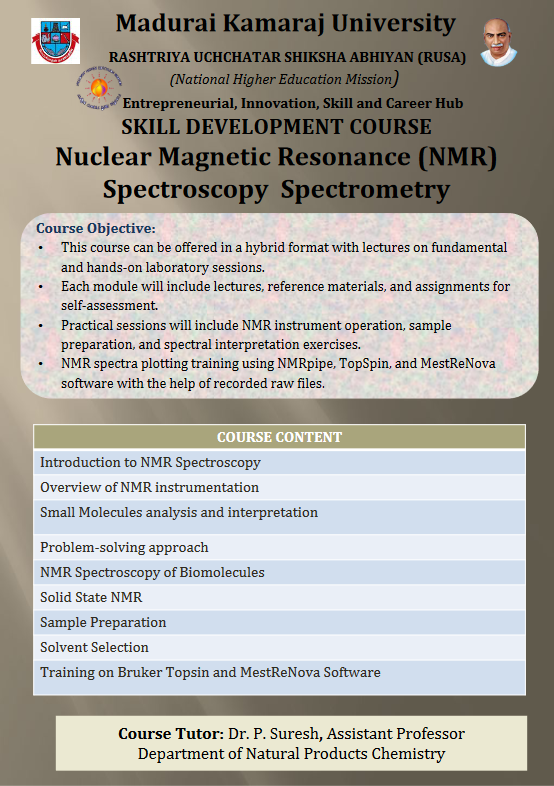 Madurai Kamaraj University
RASHTRIYA UCHCHATAR SHIKSHA ABHIYAN (RUSA)
(National Higher Education Mission)
Entrepreneurial, Innovation, Skill and Career Hub
SKILL DEVELOPMENT COURSE
Nuclear Magnetic Resonance (NMR)
Spectroscopy Spectrometry
Course Objective:
• This course can be offered in a hybrid format with lectures on fundamental
and hands-on laboratory sessions.
• Each module will include lectures, reference materials, and assignments for
self-assessment.
• Practical sessions will include NMR instrument operation, sample
preparation, and spectral interpretation exercises.
• NMR spectra plotting training using NMRpipe, TopSpin, and MestReNova
software with the help of recorded raw files.
COURSE CONTENT
Introduction to NMR Spectroscopy
Overview of NMR instrumentation
Small Molecules analysis and interpretation
Problem-solving approach
NMR Spectroscopy of Biomolecules
Solid State NMR
Sample Preparation
Solvent Selection
Training on Bruker Topsin and MestReNova Software
Course Tutor: Dr. P. Suresh, Assistant Professor
Department of Natural Products Chemistry